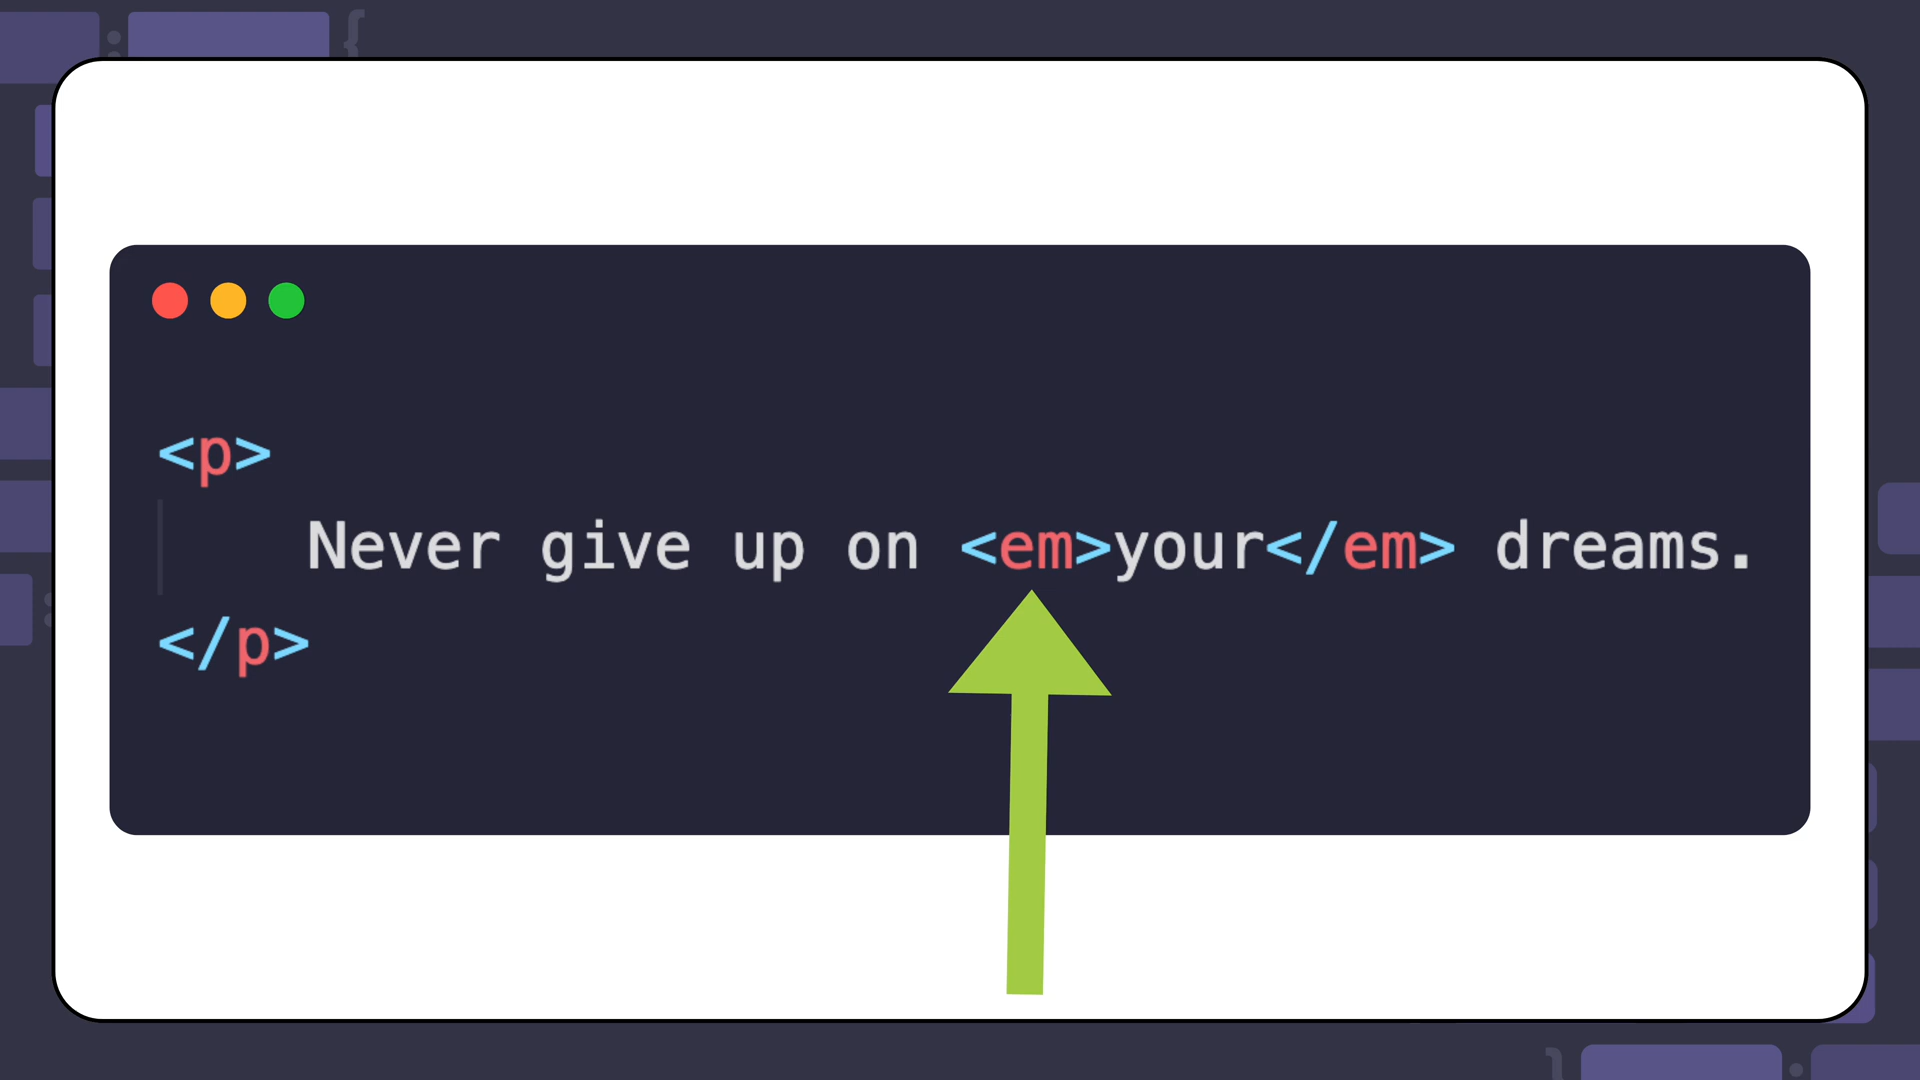 {
<p>
Never give up on <em>your</em> dreams.
</p>
}